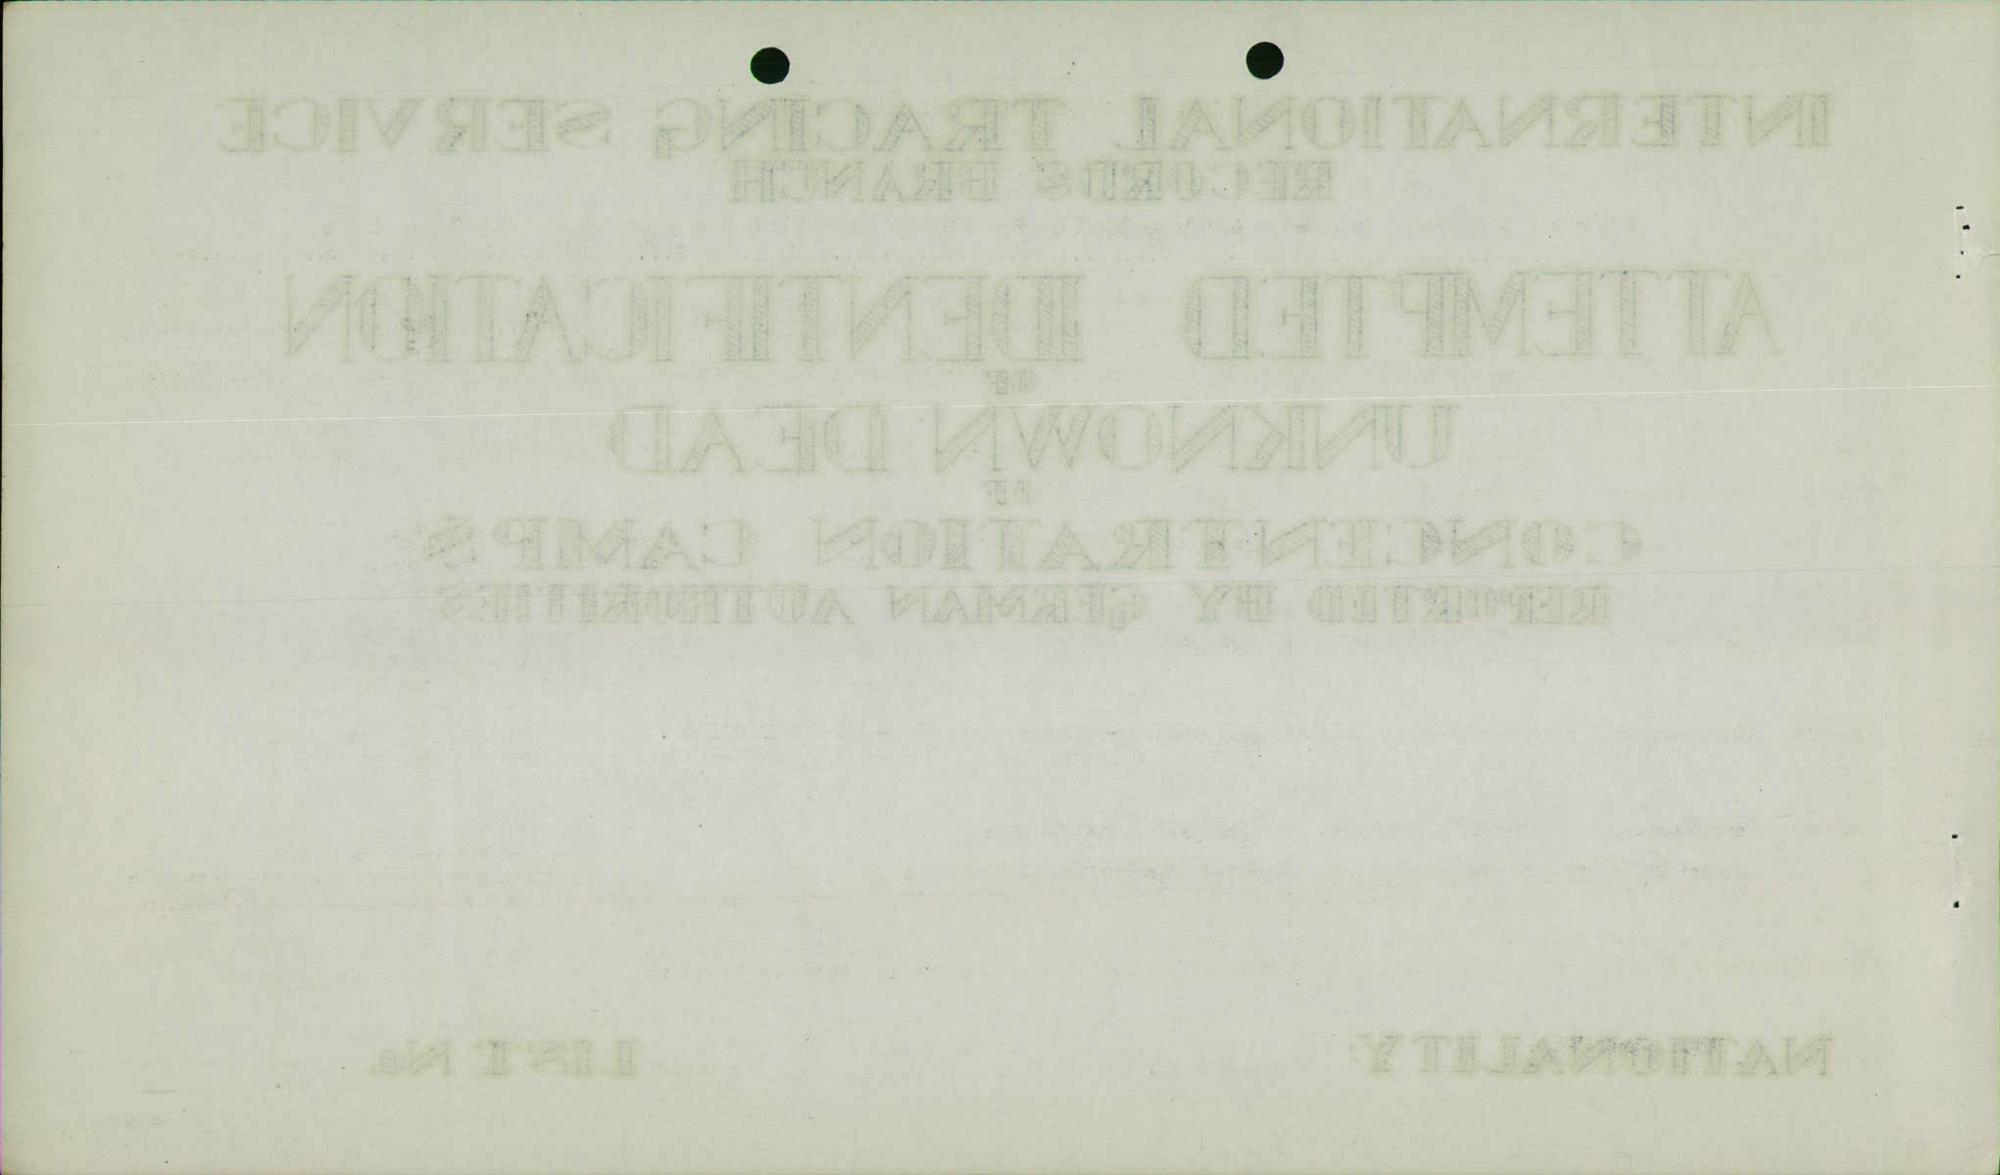 INTERNATIONAL TRACING SERVICE
RECORDS BRANCH
ATTEMPTED IDENTIFICATION
OF
UNKNOWN DEAD
OF
CONCENTRATION CAMPS
REPORTED BY GERMAN AUTHORITIES
NATIONALITY: LIST No.